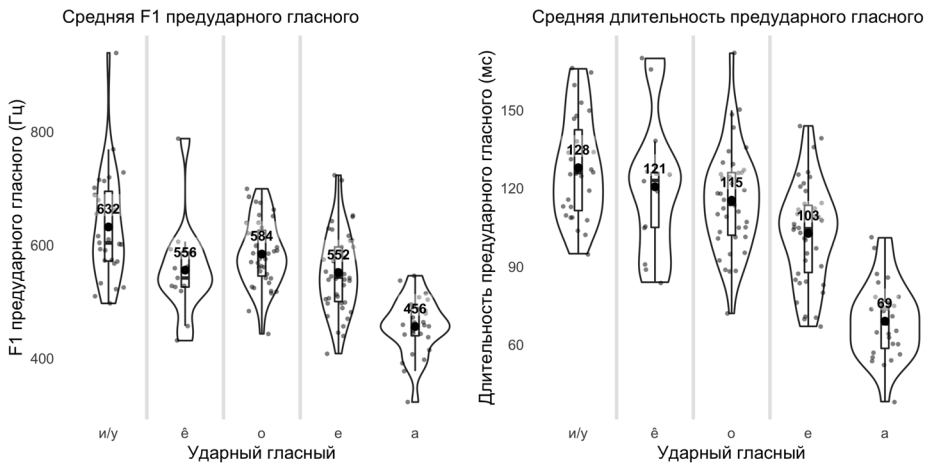 Средняя F1 предударного гласного
F1 предударного гласного (Гц)
800
600
400
632
556
584
552
456
и/у
ê
о
е
а
Ударный гласный
Средняя длительность предударного гласного
Длительность предударного гласного (мс)
150
120
90
60
128
121
115
103
69
и/у
ê
о
е
а
Ударный гласный